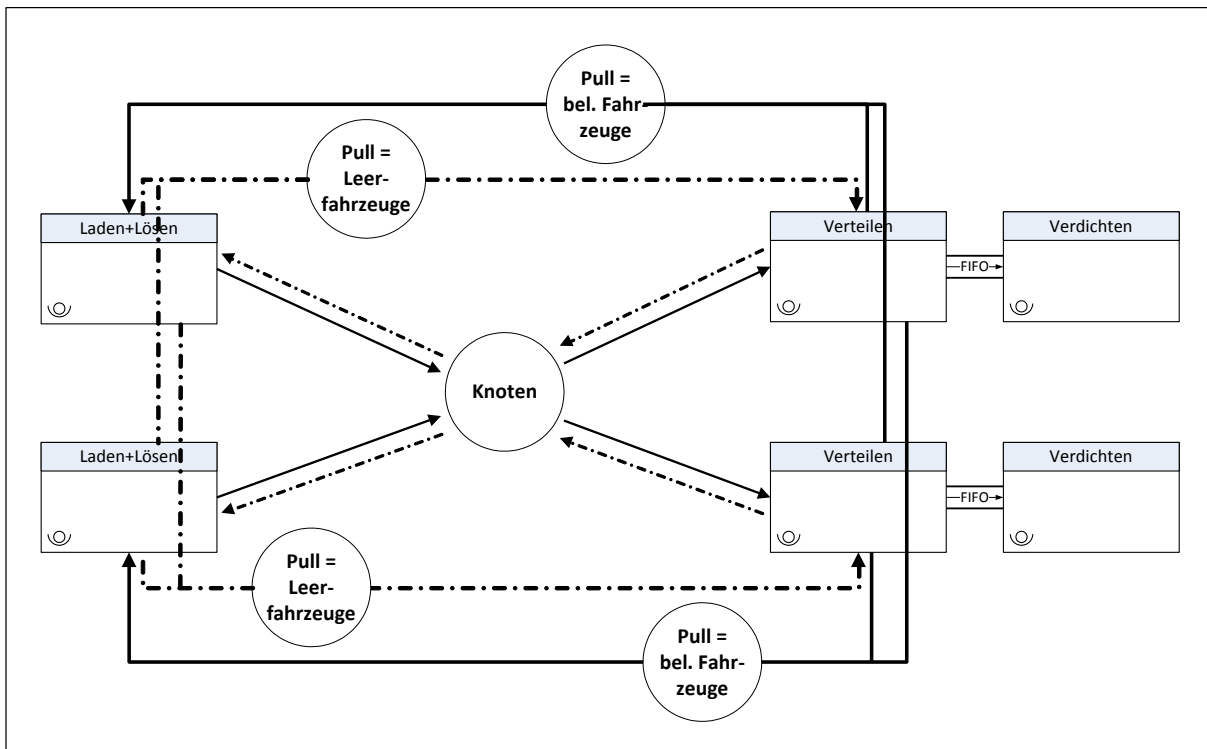 Pull =
bel. Fahr-
zeuge
Pull =
Leer-
fahrzeuge
Laden+Lösen
Verteilen
Verdichten
FIFO
Knoten
Laden+Lösen
Verteilen
Verdichten
FIFO
Pull =
Leer-
fahrzeuge
Pull =
bel. Fahr-
zeuge